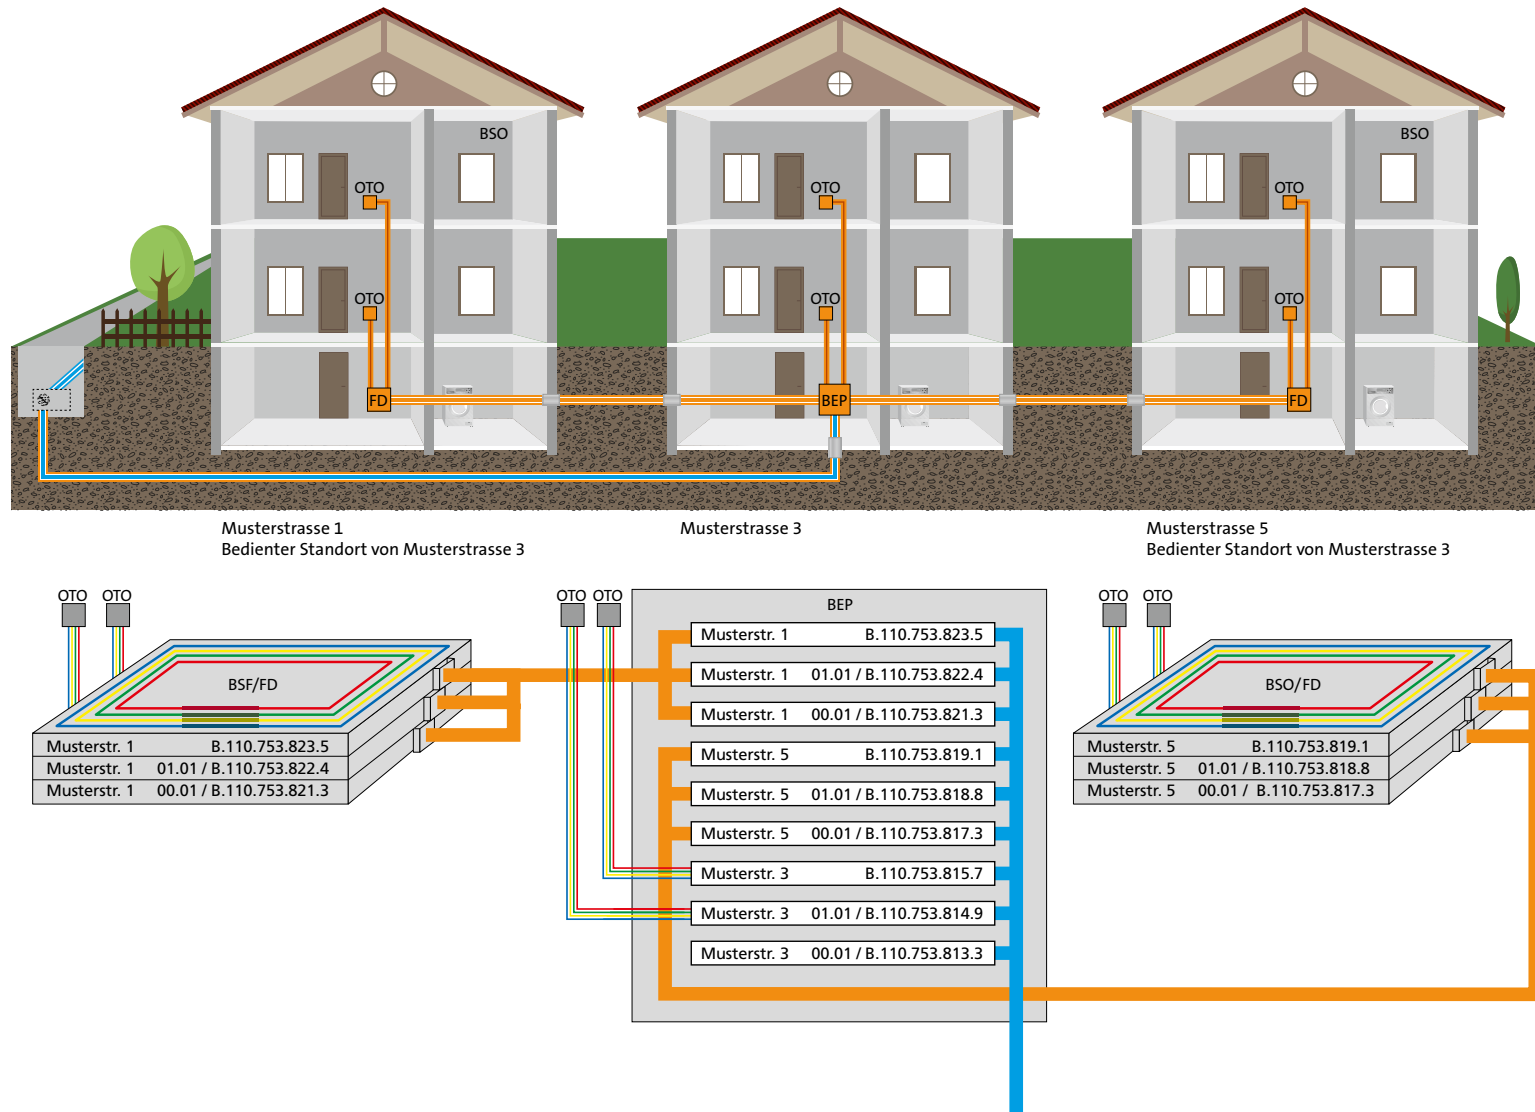 BSO
BSO
OTO
OTO
OTO
OTO
OTO
OTO
FD
BEP
FD
Musterstrasse 1
Bedienter Standort von Musterstrasse 3
Musterstrasse 3
Musterstrasse 5
Bedienter Standort von Musterstrasse 3
OTO OTO
BSF/FD
Musterstr. 1 B.110.753.823.5
Musterstr. 1 01.01 / B.110.753.822.4
Musterstr. 1 00.01 / B.110.753.821.3
OTO OTO
BEP
Musterstr. 1 B.110.753.823.5
Musterstr. 1 01.01 / B.110.753.822.4
Musterstr. 1 00.01 / B.110.753.821.3
Musterstr. 5 B.110.753.819.1
Musterstr. 5 01.01 / B.110.753.818.8
Musterstr. 5 00.01 / B.110.753.817.3
Musterstr. 3 B.110.753.815.7
Musterstr. 3 01.01 / B.110.753.814.9
Musterstr. 3 00.01 / B.110.753.813.3
OTO OTO
BSO/FD
Musterstr. 5 B.110.753.819.1
Musterstr. 5 01.01 / B.110.753.818.8
Musterstr. 5 00.01 / B.110.753.817.3